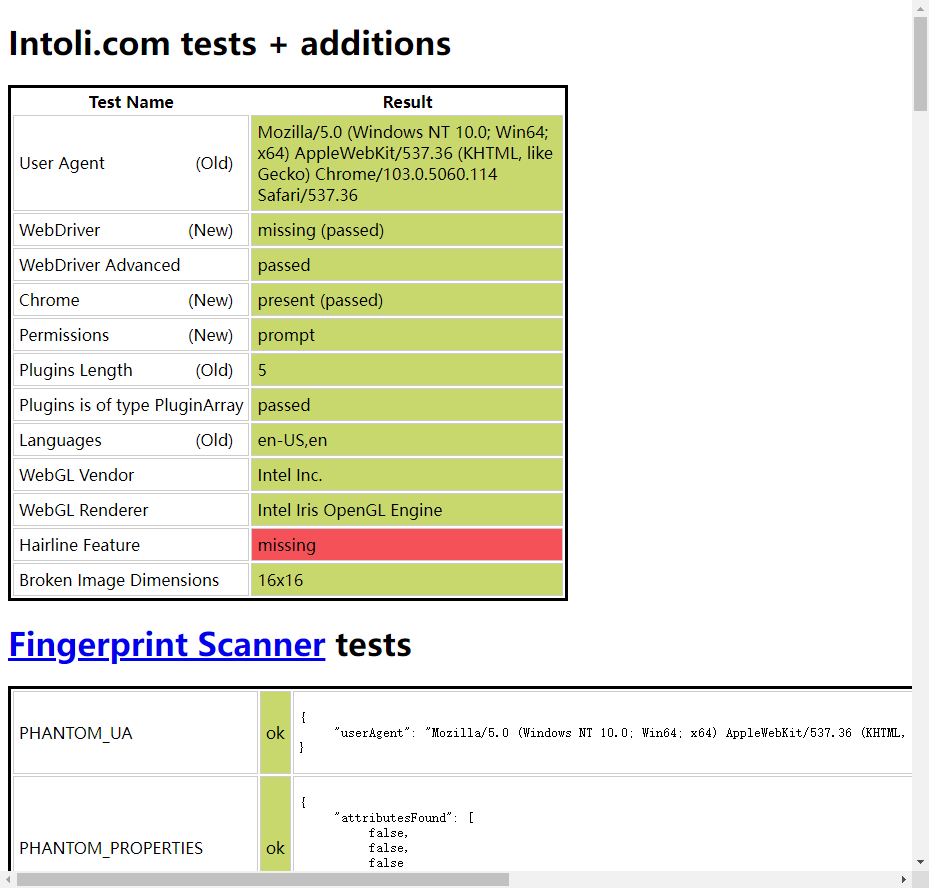 Intoli.com tests + additions
Test Name Result
User Agent (Old) Mozilla/5.0 (Windows NT 10.0; Win64;
x64) AppleWebKit/537.36 (KHTML, like
Gecko) Chrome/103.0.5060.114
Safari/537.36
WebDriver (New) missing (passed)
WebDriver Advanced passed
Chrome (New) present (passed)
Permissions (New) prompt
Plugins Length (Old) 5
Plugins is of type PluginArray passed
Languages (Old) en-US,en
WebGL Vendor Intel Inc.
WebGL Renderer Intel Iris OpenGL Engine
Hairline Feature missing
Broken Image Dimensions 16x16
Fingerprint Scanner tests
PHANTOM_UA ok {
"userAgent": "Mozilla/5.0 (Windows NT 10.0; Win64; x64) AppleWebKit/537.36 (KHTML,
}
PHANTOM_PROPERTIES ok {
"attributesFound": [
false,
false,
false